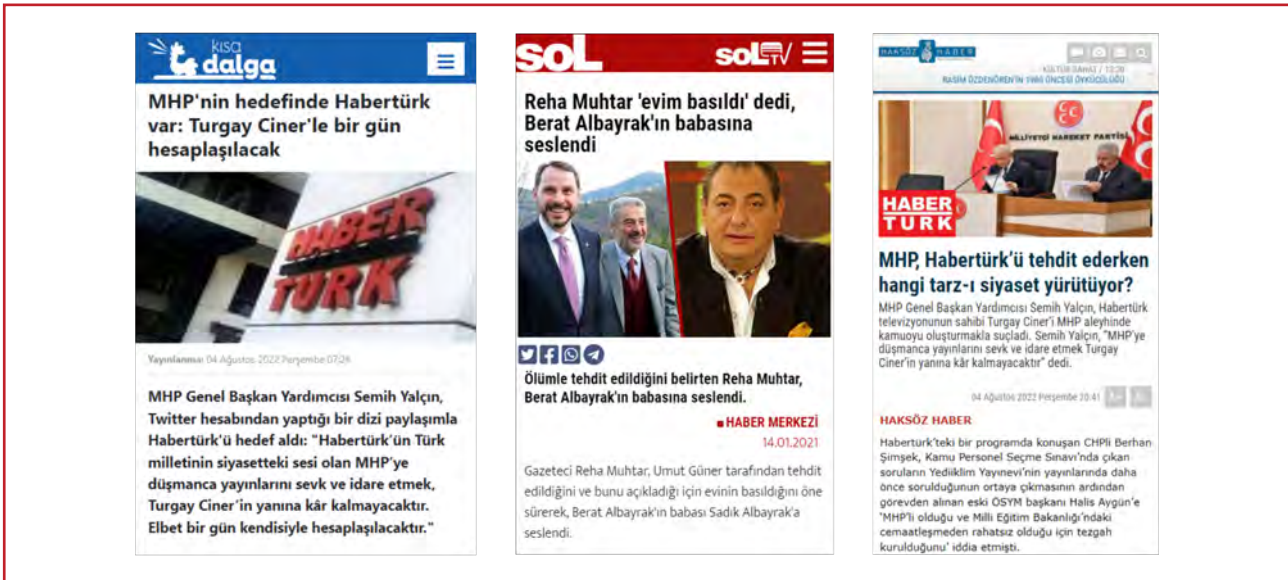 kısa
dalga
MHP'nin hedefinde Habertürk
var: Turgay Ciner'le bir gün
hesaplaşılacak
HABER
TÜRK
Yayınlanma: 04 Ağustos 2022 Perşembe 07:26
MHP Genel Başkan Yardımcısı Semih Yalçın,
Twitter hesabından yaptığı bir dizi paylaşımla
Habertürk'ü hedef aldı: "Habertürk'ün Türk
milletinin siyasetteki sesi olan MHP'ye
düşmanca yayınlarını sevk ve idare etmek,
Turgay Ciner'in yanına kâr kalmayacaktır.
Elbet bir gün kendisiyle hesaplaşılacaktır."
soL
soL TV
Reha Muhtar 'evim basıldı' dedi,
Berat Albayrak'ın babasına
seslendi
Ölümle tehdit edildiğini belirten Reha Muhtar,
Berat Albayrak'ın babasına seslendi.
HABER MERKEZİ
14.01.2021
Gazeteci Reha Muhtar, Umut Güner tarafından tehdit
edildiğini ve bunu açıkladığı için evinin basıldığını öne
sürerek, Berat Albayrak'ın babası Sadık Albayrak'a
seslendi.
HAKSÖZ HABER
KÜLTÜR SANAT / 13:20
RASİM ÖZDENÖREN'İN 1980 ÖNCESİ ÖYKÜCÜLÜĞÜ
MİLLİYETÇİ HAREKET PARTİSİ
HABER
TURK
MHP, Habertürk'ü tehdit ederken
hangi tarz-ı siyaset yürütüyor?
MHP Genel Başkan Yardımcısı Semih Yalçın, Habertürk
televizyonunun sahibi Turgay Ciner'i MHP aleyhinde
kamuoyu oluşturmakla suçladı. Semih Yalçın, "MHP'ye
düşmanca yayınlarını sevk ve idare etmek Turgay
Ciner'in yanına kâr kalmayacaktır" dedi.
04 Ağustos 2022 Perşembe 20:41
HAKSÖZ HABER
Habertürk'teki bir programda konuşan CHPli Berhan
Şimşek, Kamu Personel Seçme Sınavı'nda çıkan
soruların Yediiklim Yayınevi'nin yayınlarında daha
önce sorulduğunun ortaya çıkmasının ardından
görevden alınan eski ÖSYM başkanı Halis Aygün'e
'MHP'li olduğu ve Milli Eğitim Bakanlığı'ndaki
cemaatleşmeden rahatsız olduğu için tezgah
kurulduğunu' iddia etmişti.